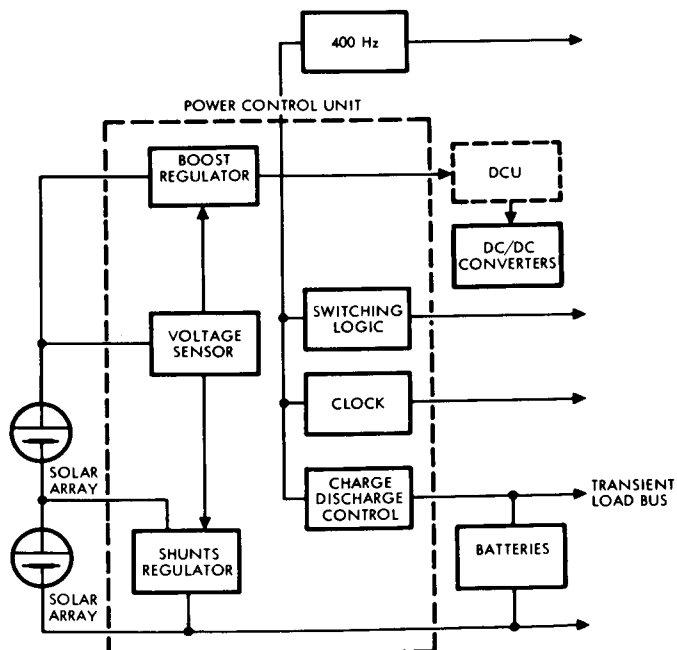 400 Hz
POWER CONTROL UNIT
BOOST
REGULATOR
DCU
DC/DC
CONVERTERS
SWITCHING
LOGIC
VOLTAGE
SENSOR
CLOCK
SOLAR
ARRAY
CHARGE
DISCHARGE
CONTROL
TRANSIENT
LOAD BUS
SHUNTS
REGULATOR
BATTERIES
SOLAR
ARRAY